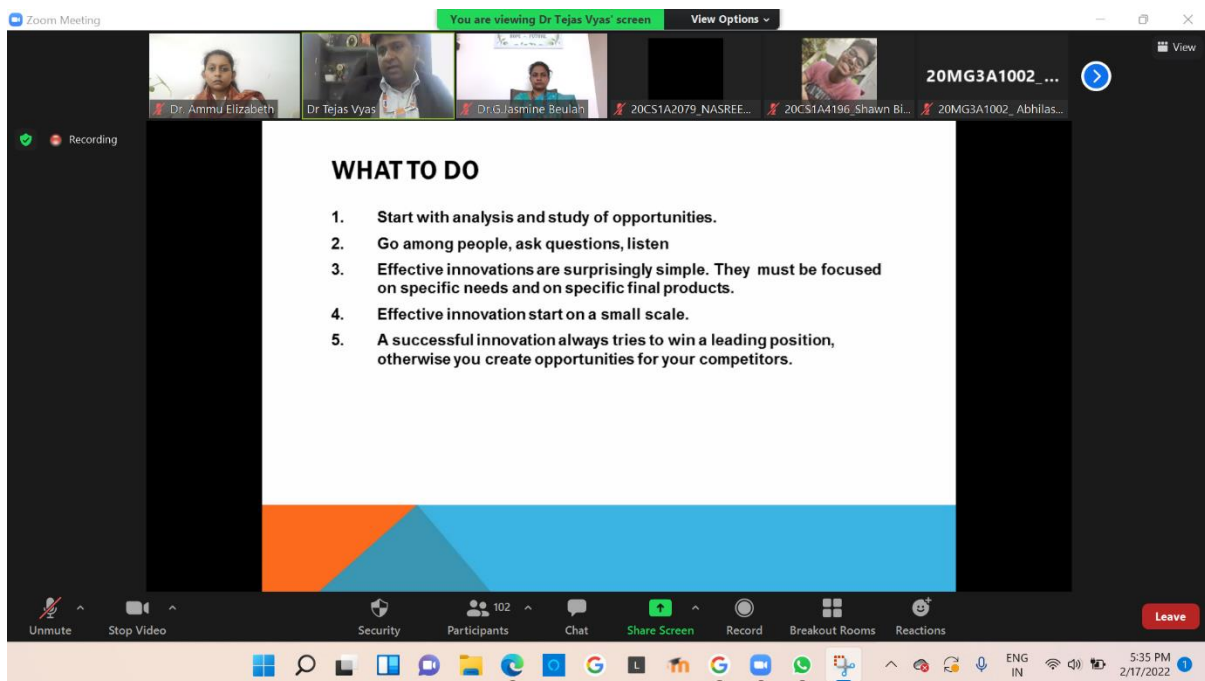 Zoom Meeting
You are viewing Dr Tejas Vyas' screen
View Options
View
Dr. Ammu Elizabeth
Dr Tejas Vyas
Dr.G.Jasmine Beulah
20CS1A2079_NASREE...
20CS1A4196_Shawn Bi...
20MG3A1002_...
20MG3A1002_ Abhilas...
Recording
WHAT TO DO
1. Start with analysis and study of opportunities.
2. Go among people, ask questions, listen
3. Effective innovations are surprisingly simple. They must be focused
on specific needs and on specific final products.
4. Effective innovation start on a small scale.
5. A successful innovation always tries to win a leading position,
otherwise you create opportunities for your competitors.
Unmute
Stop Video
Security
102
Participants
Chat
Share Screen
Record
Breakout Rooms
Reactions
Leave
ENG
IN
5:35 PM
2/17/2022
1